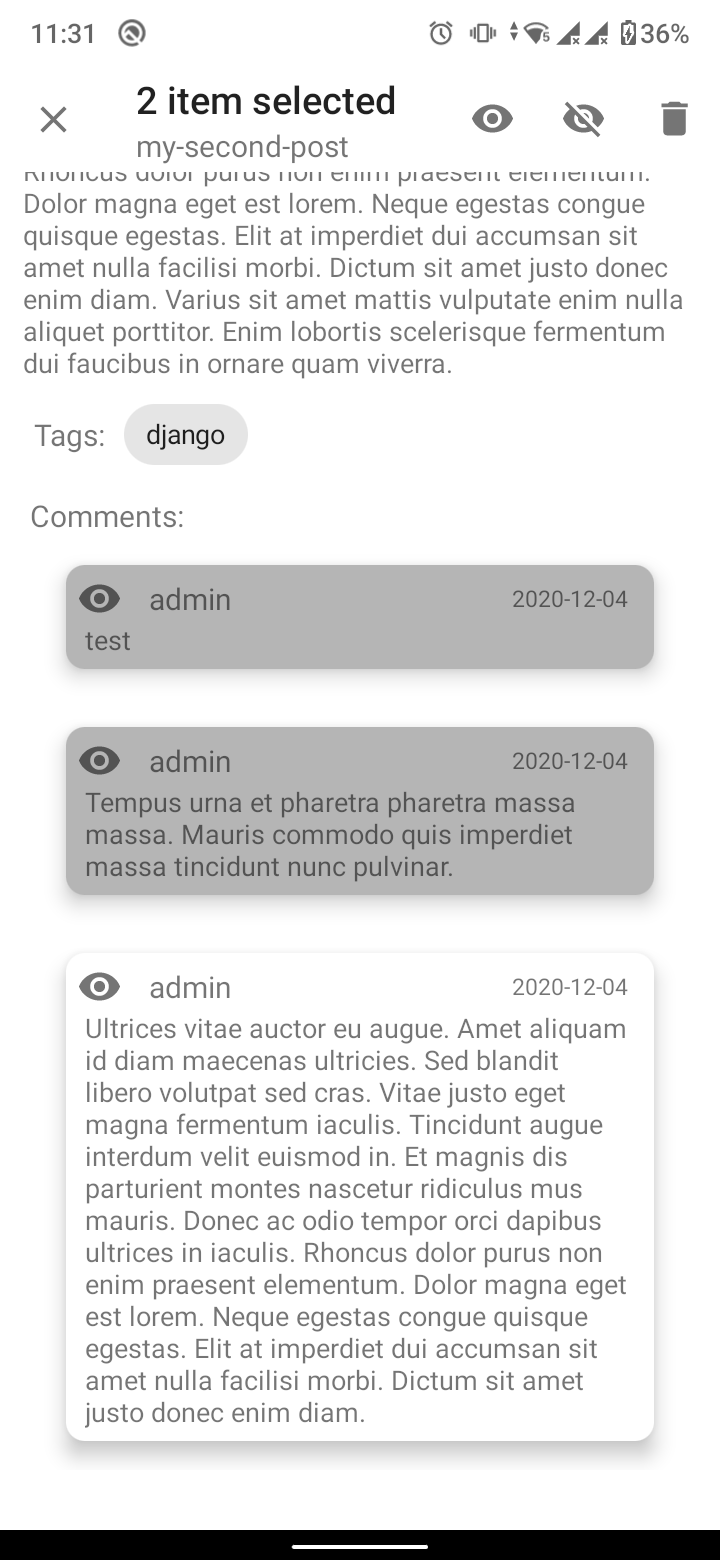 11:31
5
36%
2 item selected
my-second-post
Rhoncus dolor purus non enim praesent elementum.
Dolor magna eget est lorem. Neque egestas congue
quisque egestas. Elit at imperdiet dui accumsan sit
amet nulla facilisi morbi. Dictum sit amet justo donec
enim diam. Varius sit amet mattis vulputate enim nulla
aliquet porttitor. Enim lobortis scelerisque fermentum
dui faucibus in ornare quam viverra.
Tags: django
Comments:
admin 2020-12-04
test
admin 2020-12-04
Tempus urna et pharetra pharetra massa
massa. Mauris commodo quis imperdiet
massa tincidunt nunc pulvinar.
admin 2020-12-04
Ultrices vitae auctor eu augue. Amet aliquam
id diam maecenas ultricies. Sed blandit
libero volutpat sed cras. Vitae justo eget
magna fermentum iaculis. Tincidunt augue
interdum velit euismod in. Et magnis dis
parturient montes nascetur ridiculus mus
mauris. Donec ac odio tempor orci dapibus
ultrices in iaculis. Rhoncus dolor purus non
enim praesent elementum. Dolor magna eget
est lorem. Neque egestas congue quisque
egestas. Elit at imperdiet dui accumsan sit
amet nulla facilisi morbi. Dictum sit amet
justo donec enim diam.